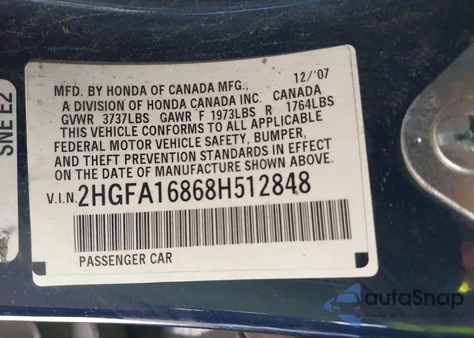 MFD. BY HONDA OF CANADA MFG., 12/'07
A DIVISION OF HONDA CANADA INC. CANADA
GVWR 3737LBS GAWR F 1973LBS R 1764LBS
THIS VEHICLE CONFORMS TO ALL APPLICABLE
FEDERAL MOTOR VEHICLE SAFETY, BUMPER,
AND THEFT PREVENTION STANDARDS IN EFFECT
ON THE DATE OF MANUFACTURE SHOWN ABOVE.
V.I.N. 2HGFA16868H512848
PASSENGER CAR
SNE E2
autoSnap